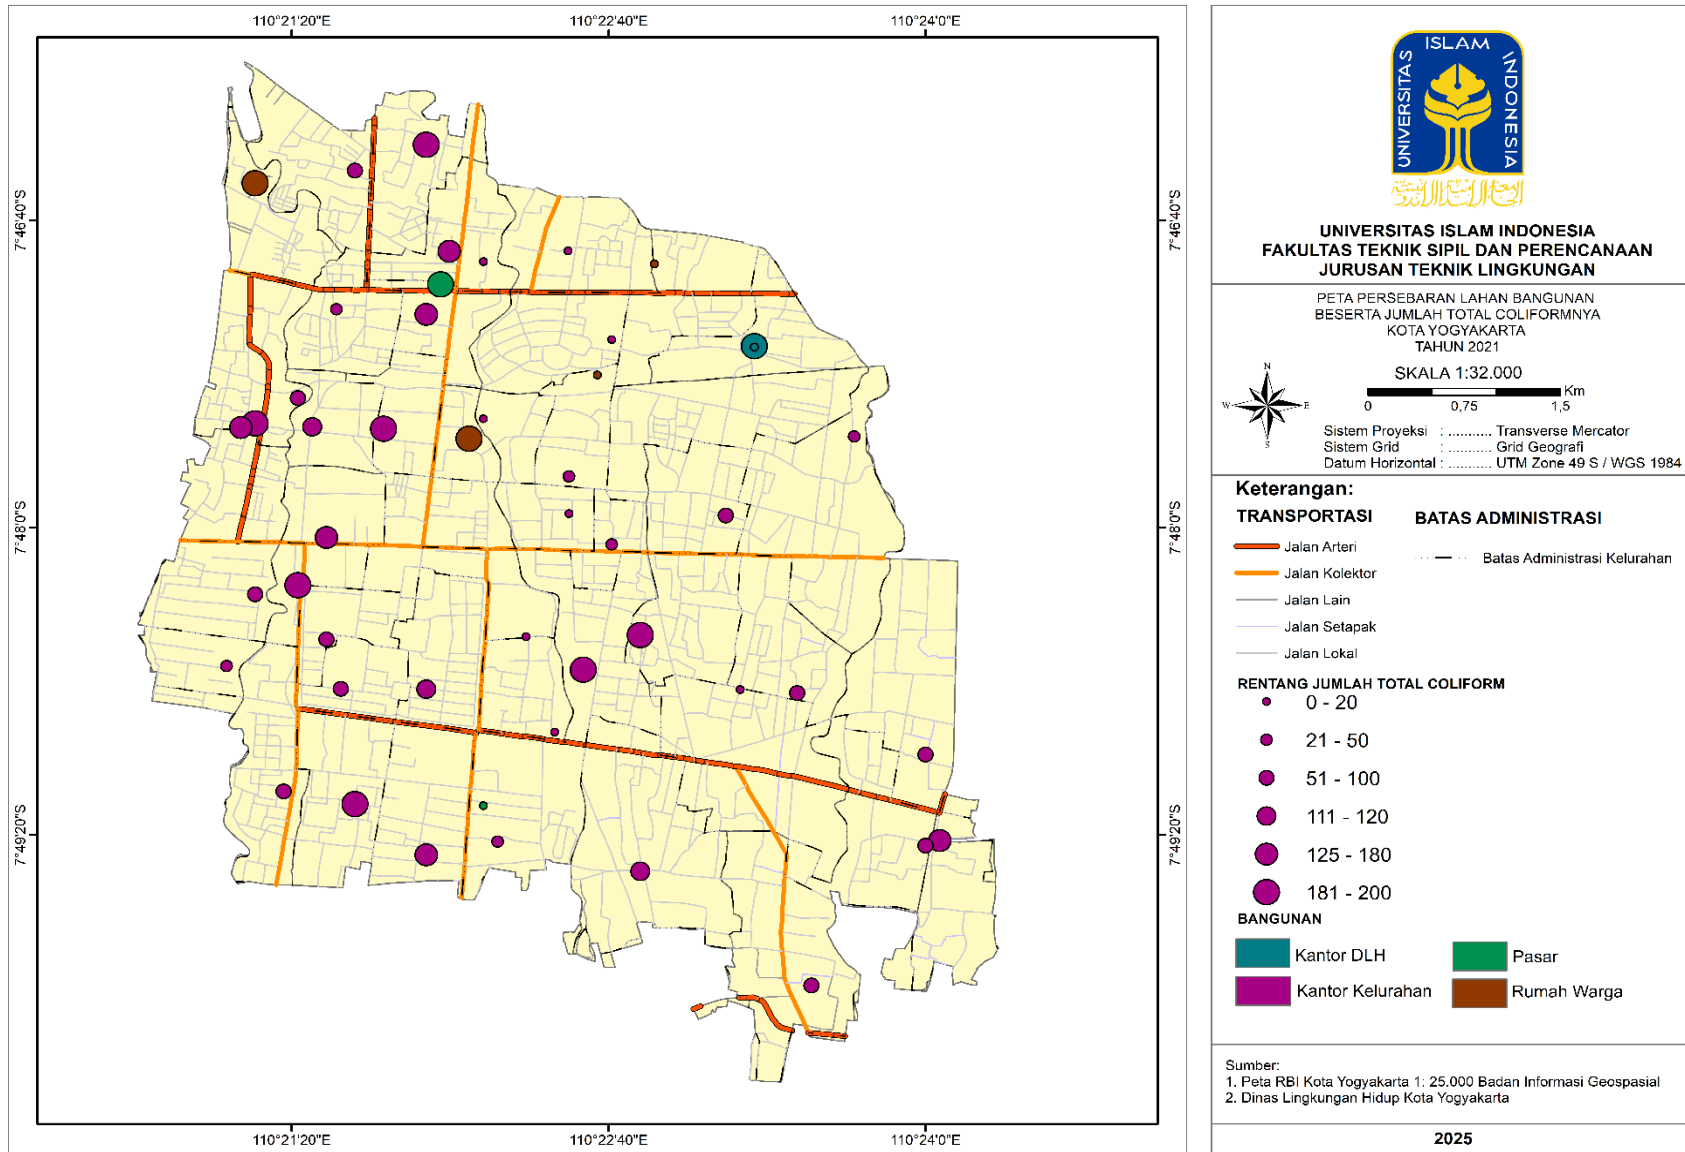 110°21'20"E
110°22'40"E
110°24'0"E
7°46'40"S
7°46'40"S
7°48'0"S
7°48'0"S
7°49'20"S
7°49'20"S
110°21'20"E
110°22'40"E
110°24'0"E
UNIVERSITAS
ISLAM
INDONESIA
UNIVERSITAS ISLAM INDONESIA
FAKULTAS TEKNIK SIPIL DAN PERENCANAAN
JURUSAN TEKNIK LINGKUNGAN
PETA PERSEBARAN LAHAN BANGUNAN
BESERTA JUMLAH TOTAL COLIFORMNYA
KOTA YOGYAKARTA
TAHUN 2021
SKALA 1:32.000
N
W
E
S
Km
0 0,75 1,5
Sistem Proyeksi : .......... Transverse Mercator
Sistem Grid : .......... Grid Geografi
Datum Horizontal : .......... UTM Zone 49 S / WGS 1984
Keterangan:
TRANSPORTASI
Jalan Arteri
Jalan Kolektor
Jalan Lain
Jalan Setapak
Jalan Lokal
BATAS ADMINISTRASI
Batas Administrasi Kelurahan
RENTANG JUMLAH TOTAL COLIFORM
0 - 20
21 - 50
51 - 100
111 - 120
125 - 180
181 - 200
BANGUNAN
Kantor DLH
Pasar
Kantor Kelurahan
Rumah Warga
Sumber:
1. Peta RBI Kota Yogyakarta 1: 25.000 Badan Informasi Geospasial
2. Dinas Lingkungan Hidup Kota Yogyakarta
2025